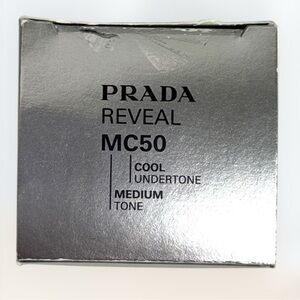 PRADA
REVEAL
MC50
COOL
UNDERTONE
MEDIUM
TONE